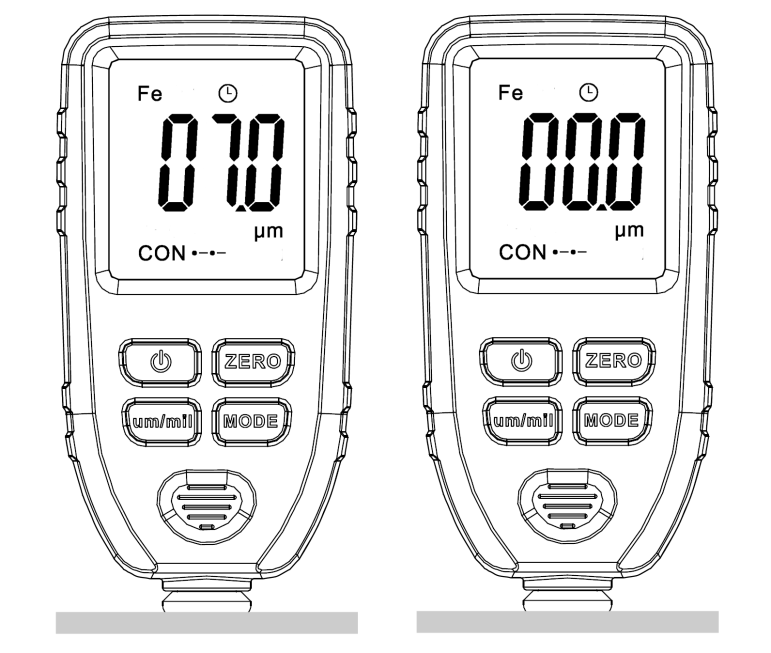 Fe
07.0
µm
CON
ZERO
um/mil
MODE
Fe
00.0
µm
CON
ZERO
um/mil
MODE